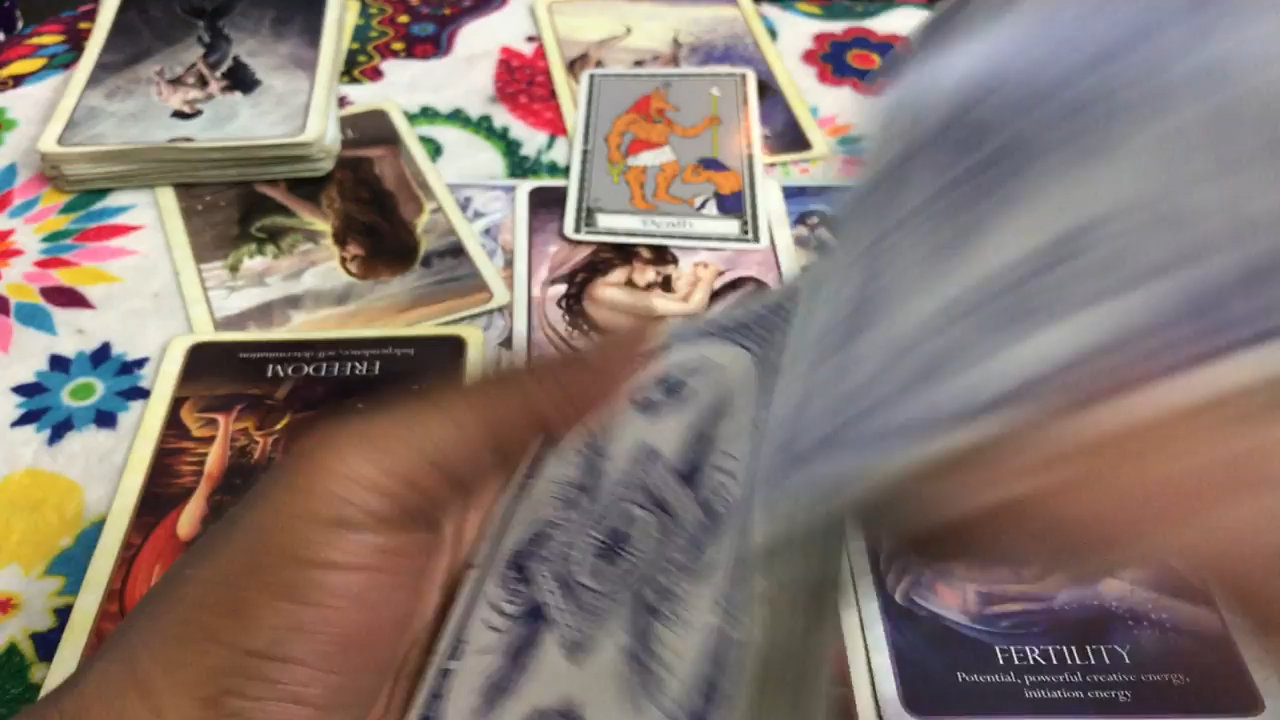 Death
Independence, self-determination
FREEDOM
FERTILITY
Potential, powerful creative energy,
initiation energy